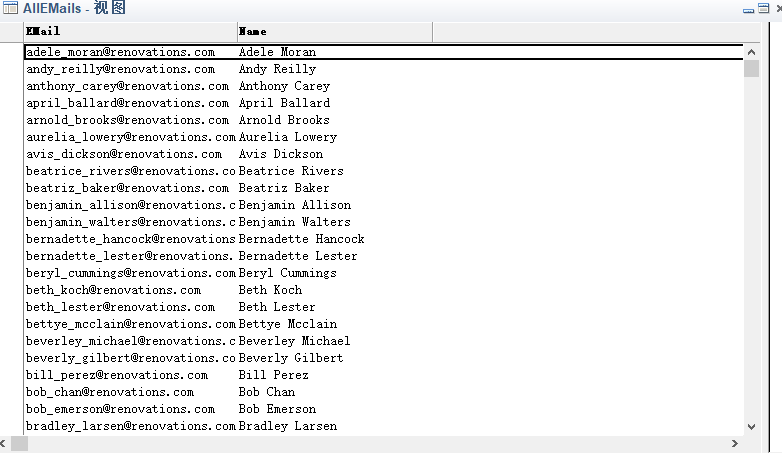 AllEMails - 视图
EMail Name
adele_moran@renovations.com Adele Moran
andy_reilly@renovations.com Andy Reilly
anthony_carey@renovations.com Anthony Carey
april_ballard@renovations.com April Ballard
arnold_brooks@renovations.com Arnold Brooks
aurelia_lowery@renovations.com Aurelia Lowery
avis_dickson@renovations.com Avis Dickson
beatrice_rivers@renovations.co Beatrice Rivers
beatriz_baker@renovations.com Beatriz Baker
benjamin_allison@renovations.c Benjamin Allison
benjamin_walters@renovations.c Benjamin Walters
bernadette_hancock@renovations Bernadette Hancock
bernadette_lester@renovations. Bernadette Lester
beryl_cummings@renovations.com Beryl Cummings
beth_koch@renovations.com Beth Koch
beth_lester@renovations.com Beth Lester
bettye_mcclain@renovations.com Bettye Mcclain
beverley_michael@renovations.c Beverley Michael
beverly_gilbert@renovations.co Beverly Gilbert
bill_perez@renovations.com Bill Perez
bob_chan@renovations.com Bob Chan
bob_emerson@renovations.com Bob Emerson
bradley_larsen@renovations.com Bradley Larsen